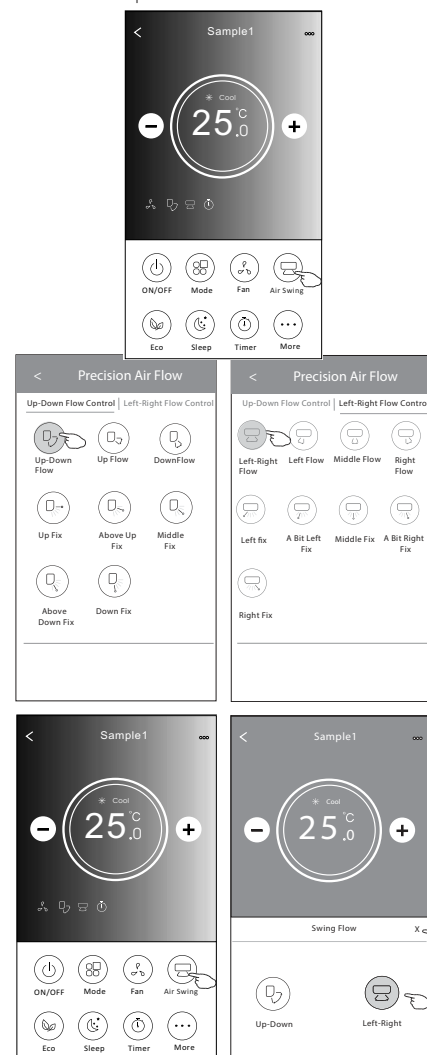 < Sample1 ooo
Cool
25.0 °C
ON/OFF Mode Fan Air Swing
Eco Sleep Timer More
< Precision Air Flow
Up-Down Flow Control | Left-Right Flow Control
Up-Down Flow
Up Flow
DownFlow
Up Fix
Above Up Fix
Middle Fix
Above Down Fix
Down Fix
< Precision Air Flow
Up-Down Flow Control | Left-Right Flow Contro
Left-Right Flow
Left Flow
Middle Flow
Right Flow
Left fix
A Bit Left Fix
Middle Fix
A Bit Right Fix
Right Fix
< Sample1 ooo
Cool
25.0 °C
ON/OFF Mode Fan Air Swing
Eco Sleep Timer More
< Sample1 ooo
Cool
25.0 °C
Swing Flow X
Up-Down Left-Right